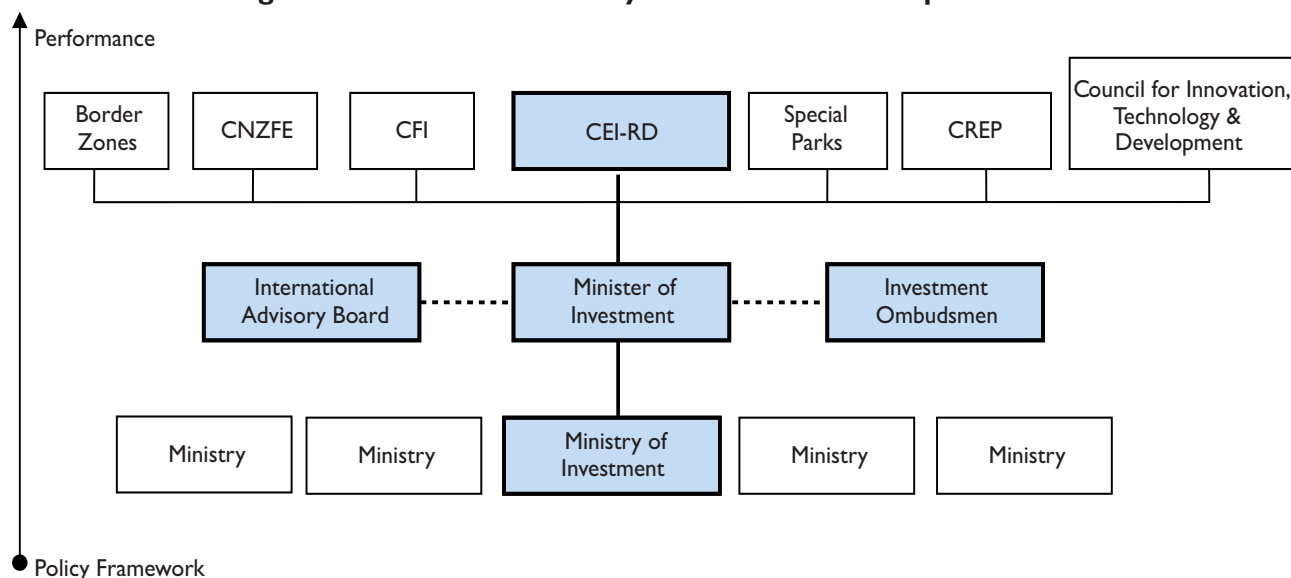 Performance
Border
Zones
CNZFE
CFI
CEI-RD
Special
Parks
CREP
Council for Innovation,
Technology &
Development
International
Advisory Board
Minister of
Investment
Investment
Ombudsmen
Ministry
Ministry
Ministry of
Investment
Ministry
Ministry
Policy Framework